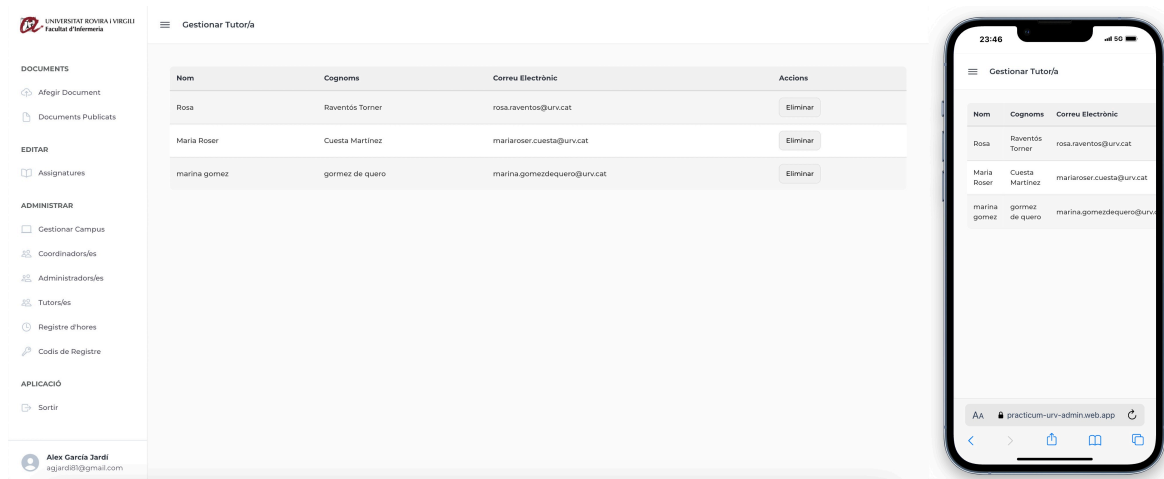 UNIVERSITAT ROVIRA I VIRGILI
Facultat d'Infermeria
Gestionar Tutor/a
DOCUMENTS
Afegir Document
Documents Publicats
EDITAR
Assignatures
ADMINISTRAR
Gestionar Campus
Coordinadors/es
Administradors/es
Tutors/es
Registre d'hores
Codis de Registre
APLICACIÓ
Sortir
Alex García Jardí
agjardi81@gmail.com
Nom Cognoms Correu Electrònic Accions
Rosa Raventós Torner rosa.raventos@urv.cat Eliminar
Maria Roser Cuesta Martínez mariaroser.cuesta@urv.cat Eliminar
marina gomez gormez de quero marina.gomezdequero@urv.cat Eliminar
23:46 5G
Gestionar Tutor/a
Nom Cognoms Correu Electrònic
Rosa Raventós Torner rosa.raventos@urv.cat
Maria Roser Cuesta Martínez mariaroser.cuesta@urv.cat
marina gomez gormez de quero marina.gomezdequero@urv.c
AA practicum-urv-admin.web.app